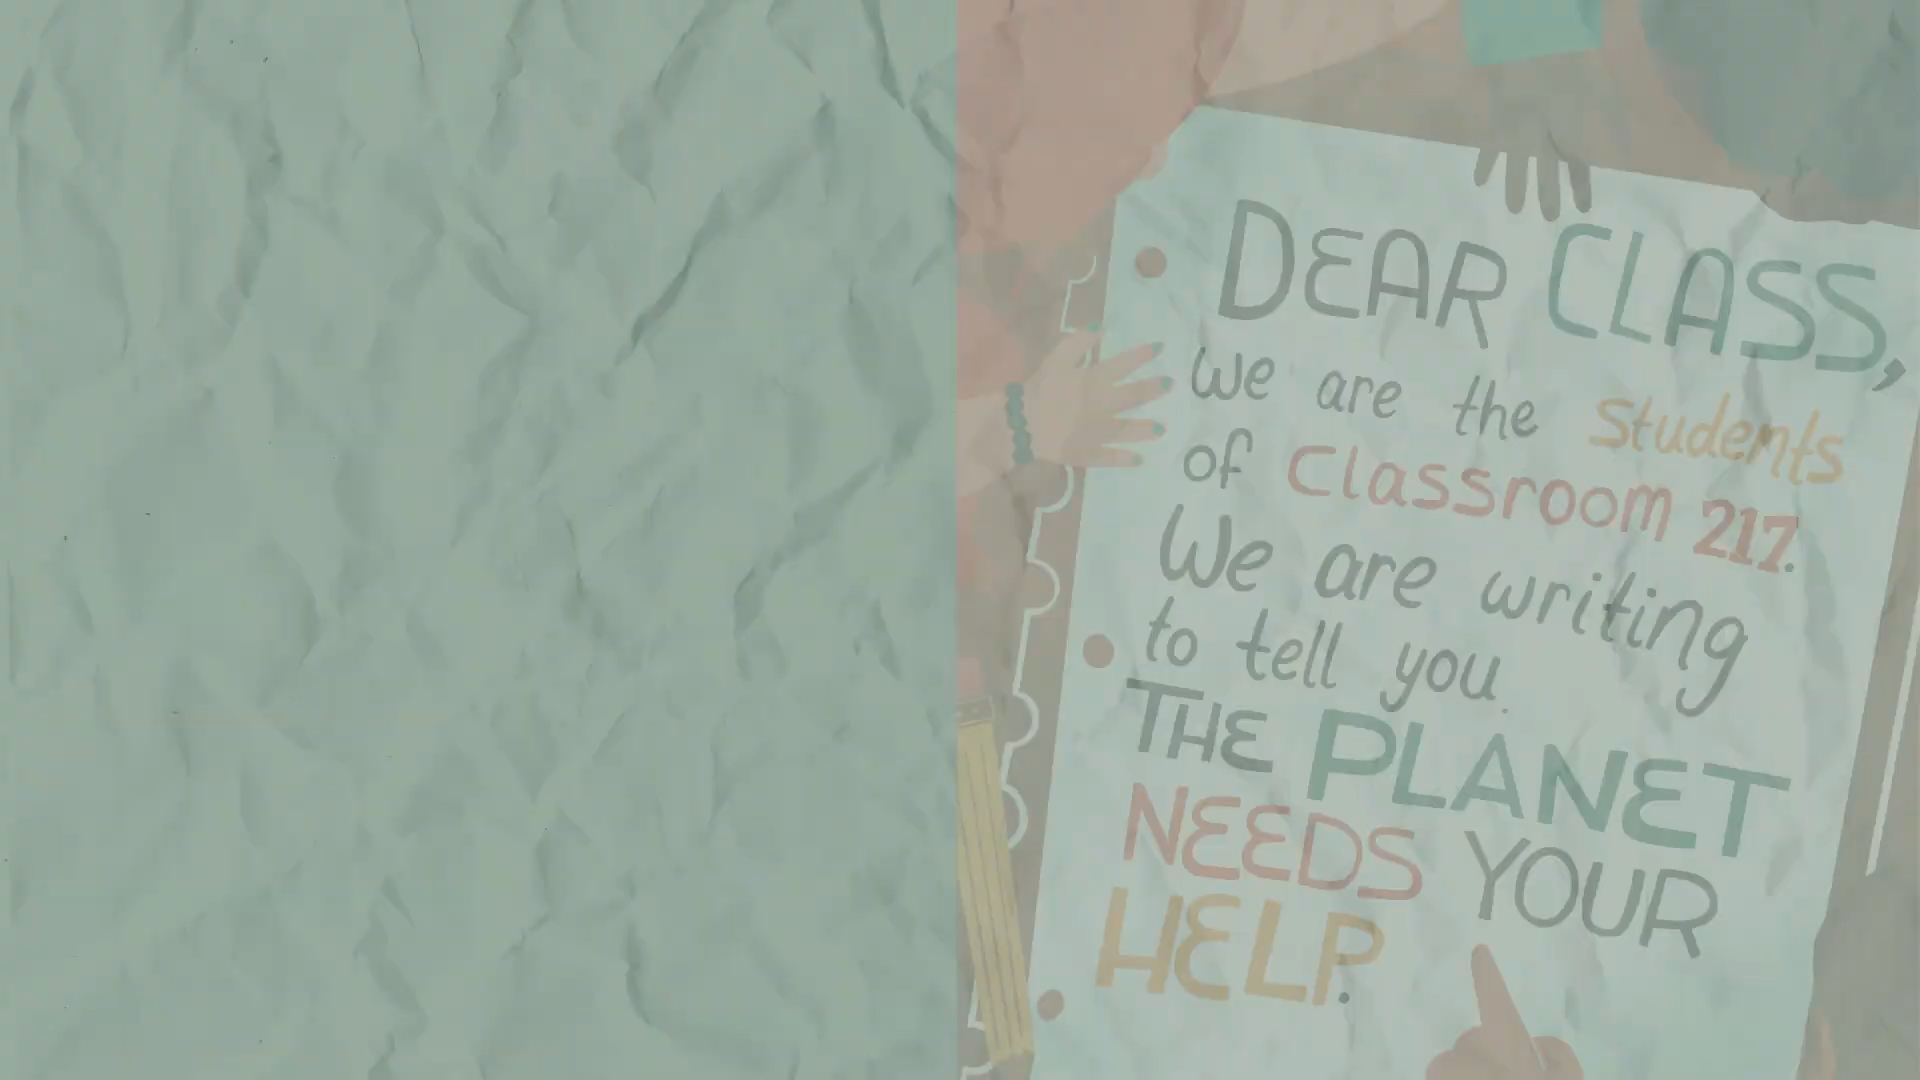 DEAR CLASS,
We are the Students
of Classroom 217.
We are writing
to tell you.
THE PLANET
NEEDS YOUR
HELP.